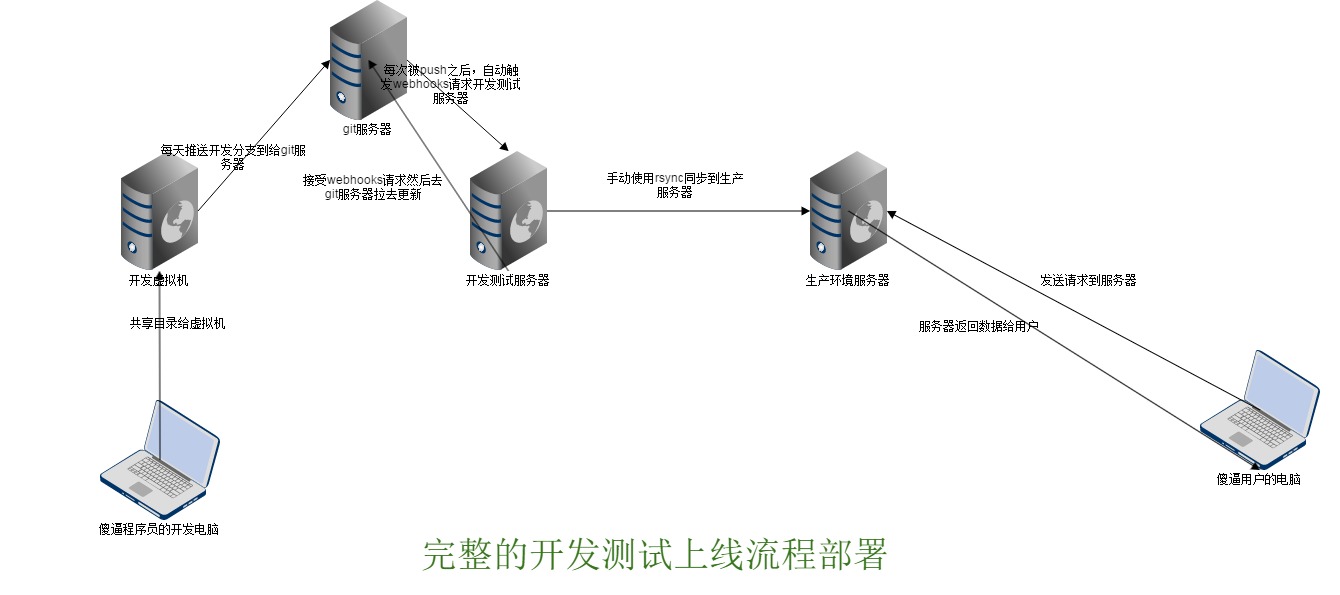 每次被push之后，自动触
发webhooks请求开发测试
服务器
git服务器
每天推送开发分支到给git服
务器
接受webhooks请求然后去
git服务器拉去更新
手动使用rsync同步到生产
服务器
开发虚拟机
开发测试服务器
生产环境服务器
发送请求到服务器
共享目录给虚拟机
服务器返回数据给用户
傻逼用户的电脑
傻逼程序员的开发电脑
完整的开发测试上线流程部署